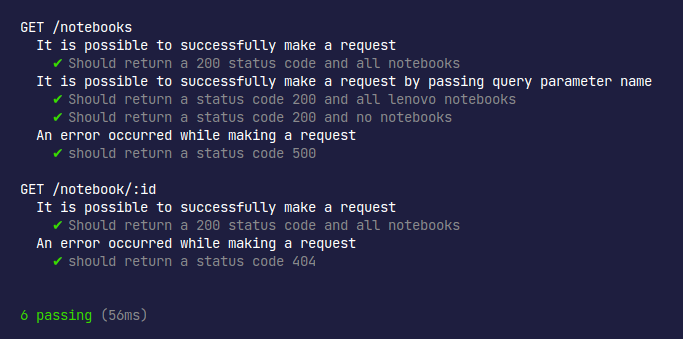 GET /notebooks
It is possible to successfully make a request
✔ Should return a 200 status code and all notebooks
It is possible to successfully make a request by passing query parameter name
✔ Should return a status code 200 and all lenovo notebooks
✔ Should return a status code 200 and no notebooks
An error occurred while making a request
✔ should return a status code 500
GET /notebook/:id
It is possible to successfully make a request
✔ Should return a 200 status code and all notebooks
An error occurred while making a request
✔ should return a status code 404
6 passing (56ms)